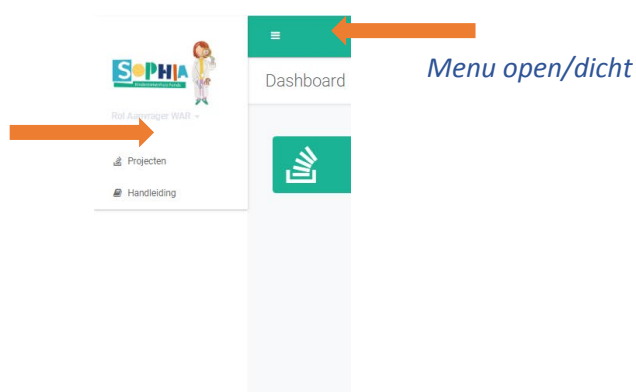 Menu open/dicht
SOPHIA
Dashboard
Rol Aanvrager WAR
Projecten
Handleiding